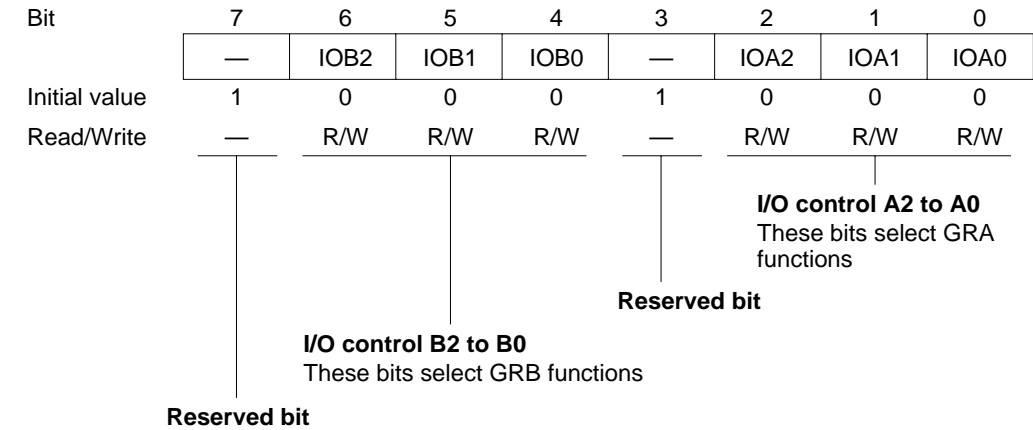 Bit 7 6 5 4 3 2 1 0
— IOB2 IOB1 IOB0 — IOA2 IOA1 IOA0
Initial value 1 0 0 0 1 0 0 0
Read/Write — R/W R/W R/W — R/W R/W R/W
I/O control A2 to A0
These bits select GRA
functions
Reserved bit
I/O control B2 to B0
These bits select GRB functions
Reserved bit